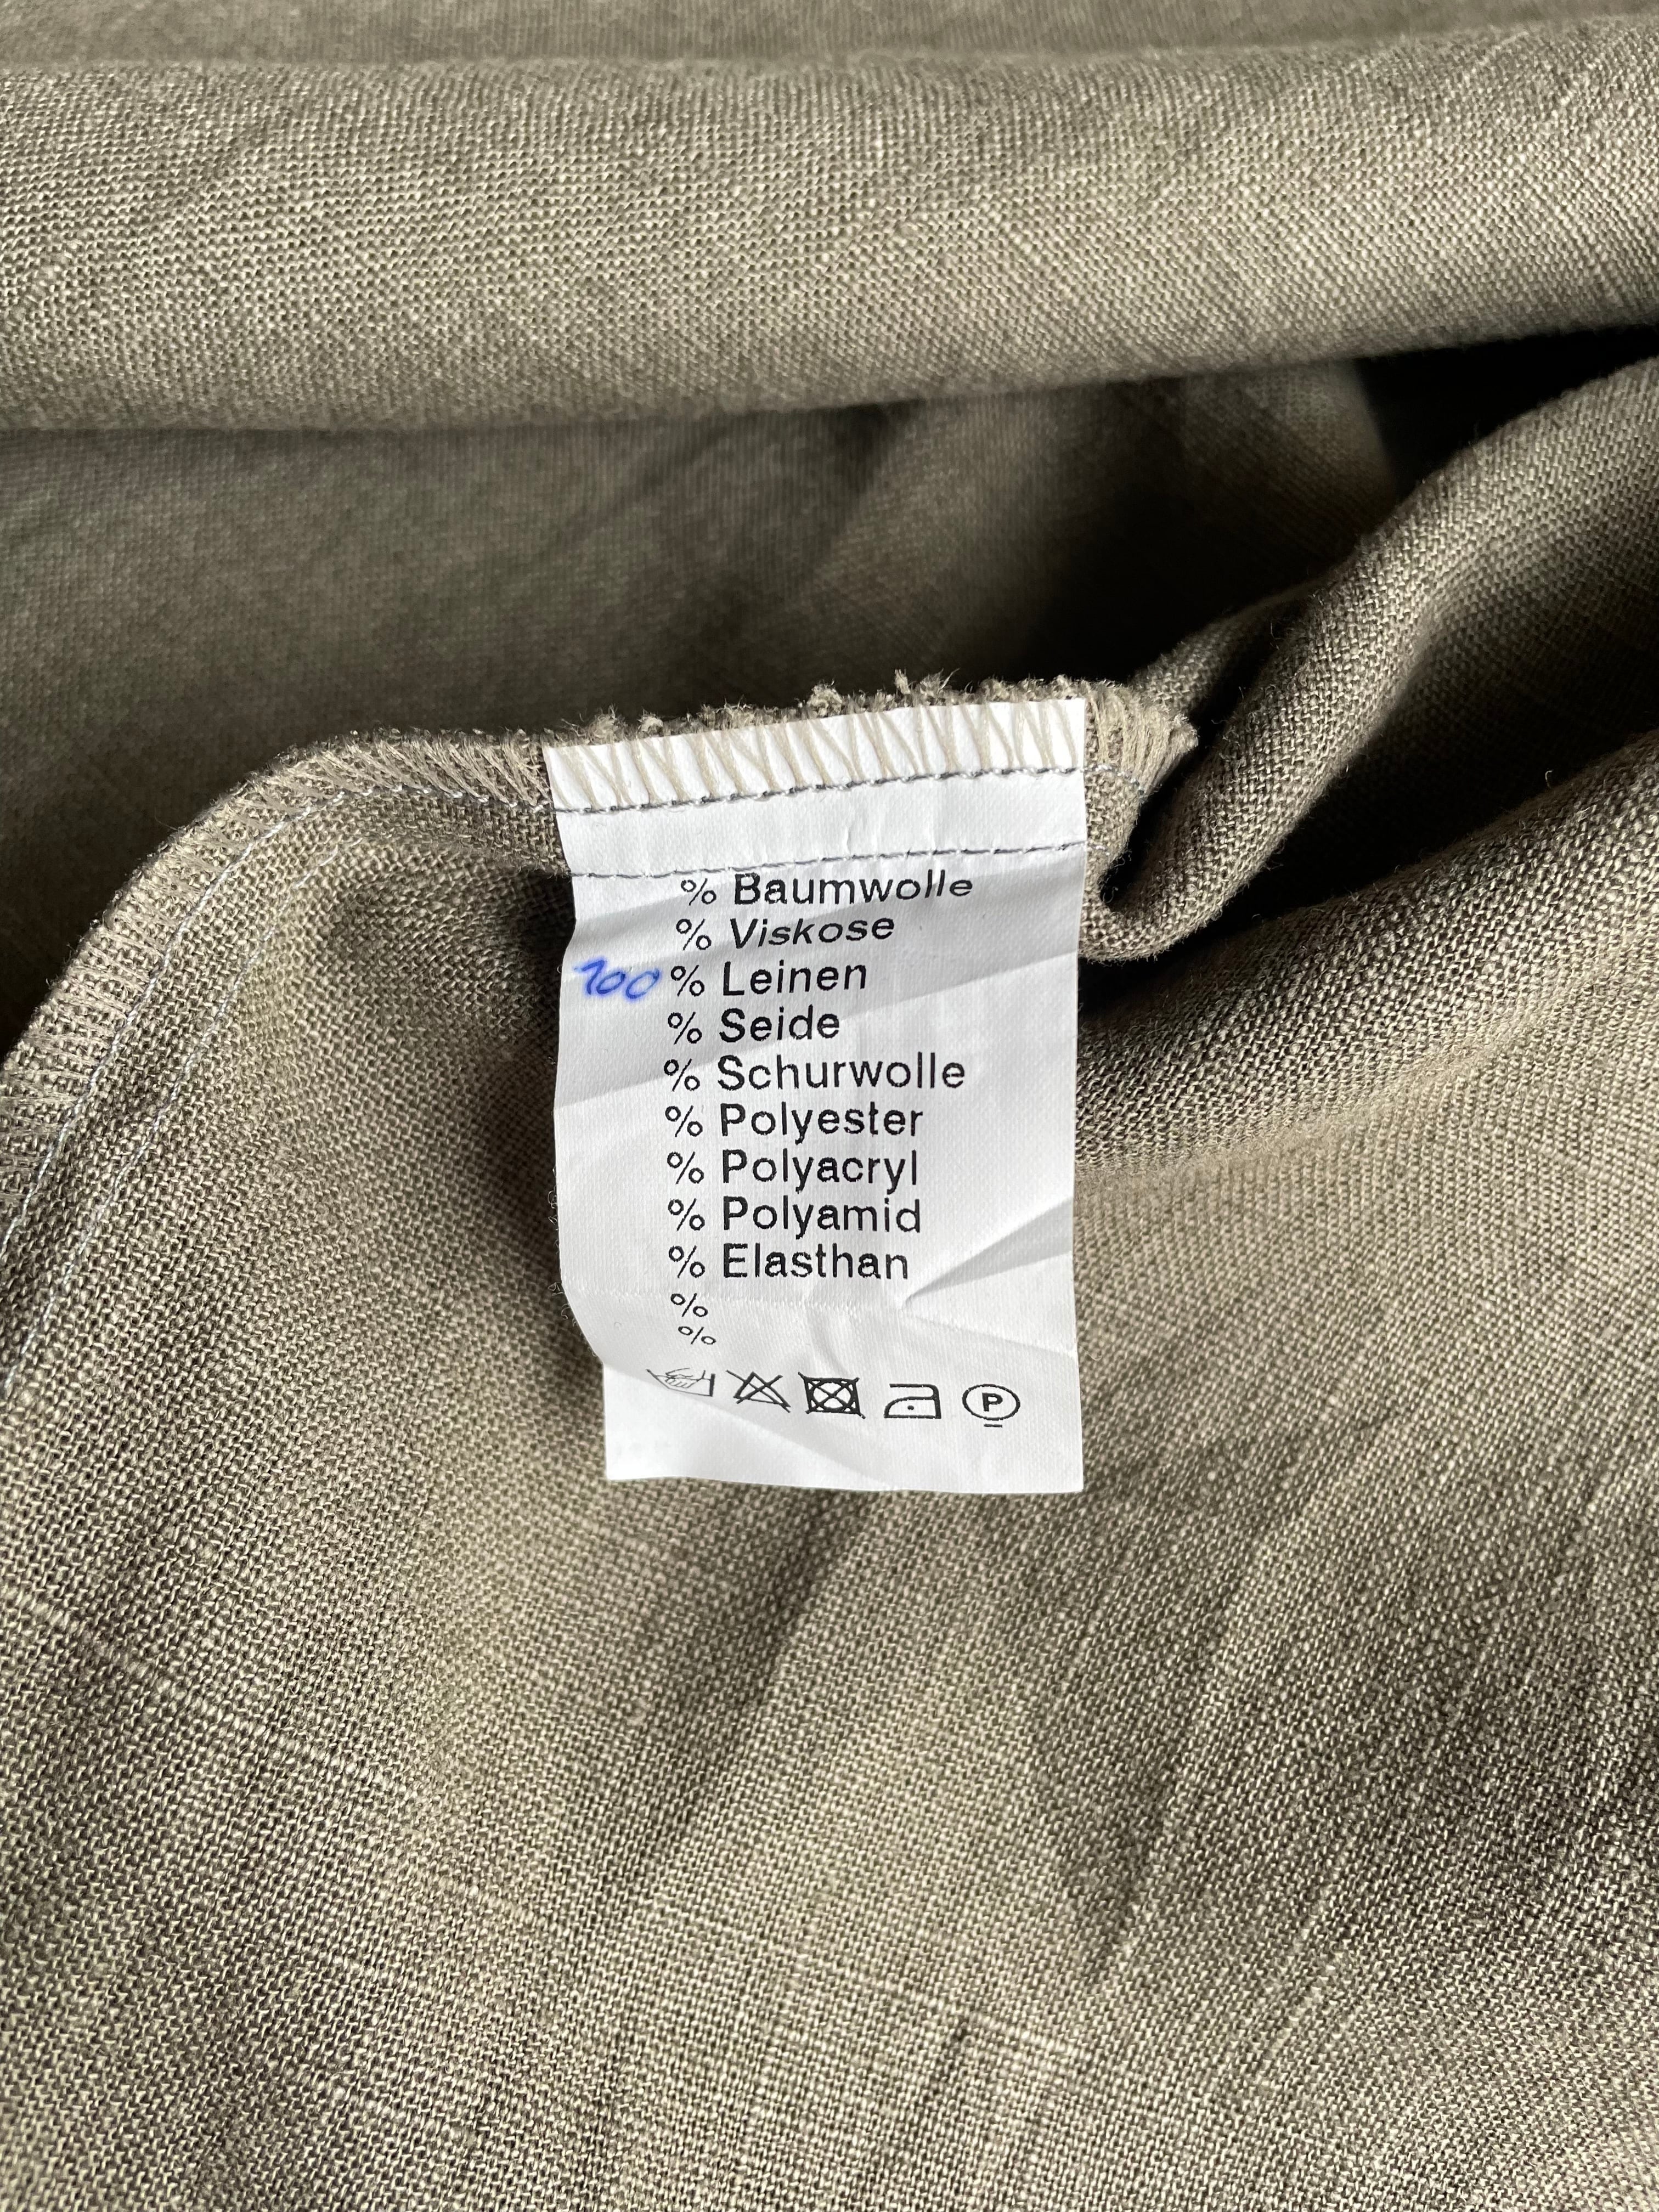 % Baumwolle
% Viskose
100 % Leinen
% Seide
% Schurwolle
% Polyester
% Polyacryl
% Polyamid
% Elasthan
%
%
P